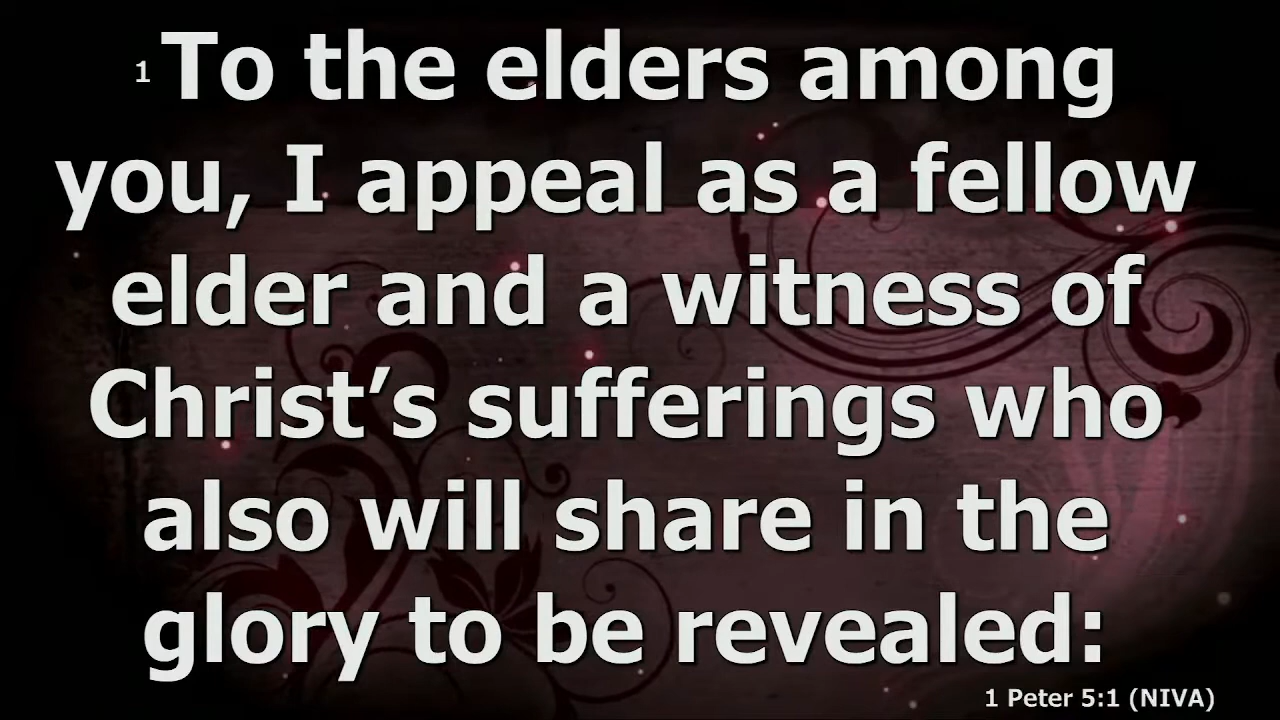 1 To the elders among
you, I appeal as a fellow
elder and a witness of
Christ’s sufferings who
also will share in the
glory to be revealed:
1 Peter 5:1 (NIVA)